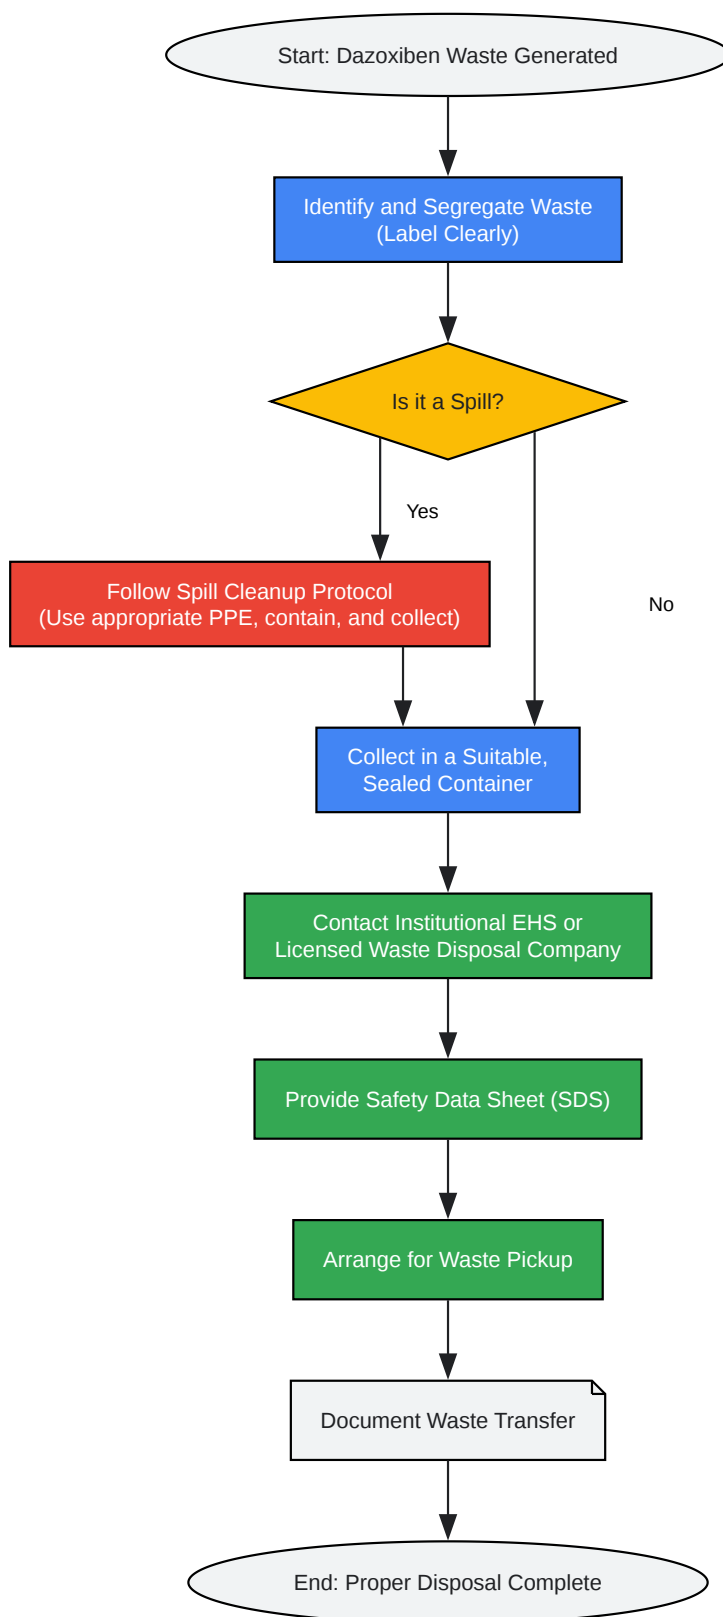 Start: Dazoxiben Waste Generated
Identify and Segregate Waste
(Label Clearly)
Is it a Spill?
Yes
Follow Spill Cleanup Protocol
(Use appropriate PPE, contain, and collect)
No
Collect in a Suitable,
Sealed Container
Contact Institutional EHS or
Licensed Waste Disposal Company
Provide Safety Data Sheet (SDS)
Arrange for Waste Pickup
Document Waste Transfer
End: Proper Disposal Complete